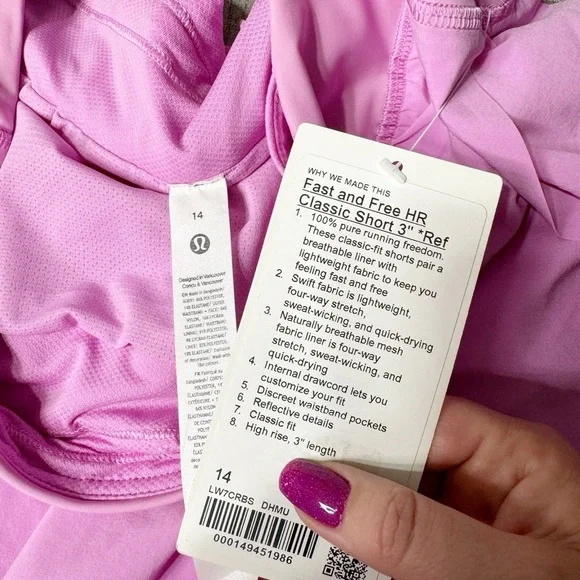 WHY WE MADE THIS
Fast and Free HR
Classic Short 3" *Ref
1. 100% pure running freedom.
These classic-fit shorts pair a
breathable liner with
lightweight fabric to keep you
feeling fast and free
2. Swift fabric is lightweight,
four-way stretch,
sweat-wicking, and quick-drying
3. Naturally breathable mesh
fabric liner is four-way
stretch, sweat-wicking, and
quick-drying
4. Internal drawcord lets you
customize your fit
5. Discreet waistband pockets
6. Reflective details
7. Classic fit
8. High rise, 3" length
14
LW7CRBS DHMU
000149451986
14
Designed in Vancouver
Conçu à Vancouver